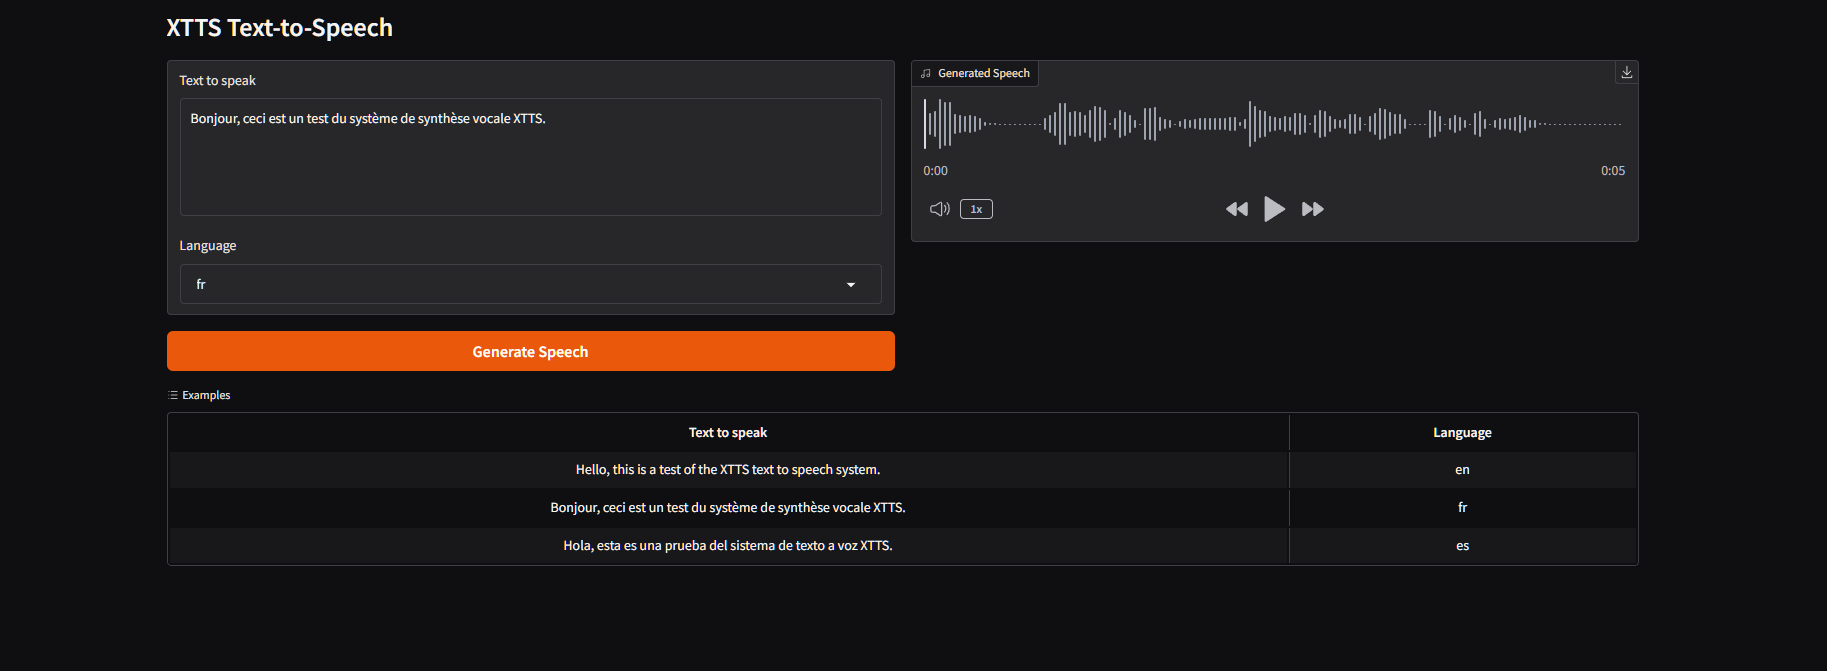 XTTS Text-to-Speech
Text to speak
Bonjour, ceci est un test du système de synthèse vocale XTTS.
Language
fr
Generate Speech
Generated Speech
0:00
0:05
1x
Examples
Text to speak
Language
Hello, this is a test of the XTTS text to speech system.
en
Bonjour, ceci est un test du système de synthèse vocale XTTS.
fr
Hola, esta es una prueba del sistema de texto a voz XTTS.
es